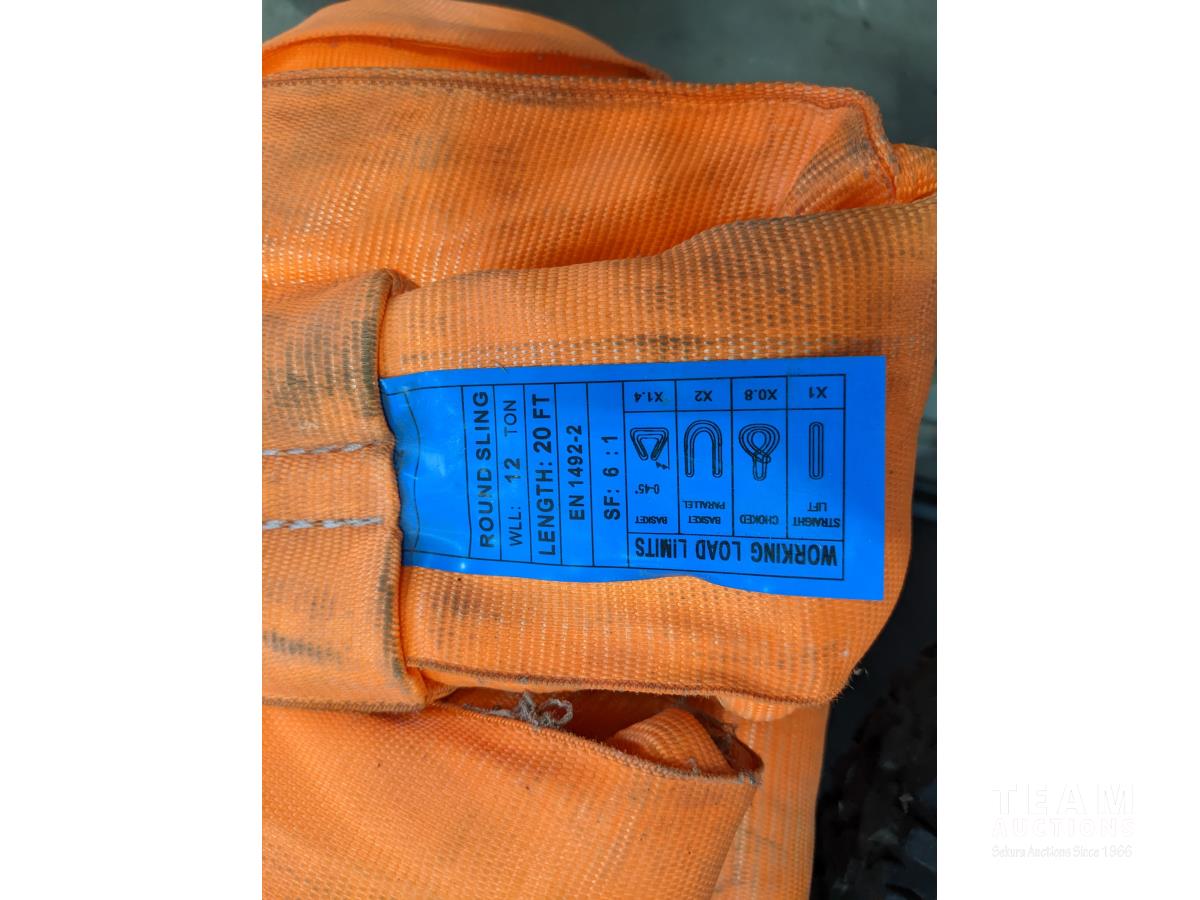 ROUND SLING
WLL: 12 TON
LENGTH: 20 FT
EN 1492-2
SF: 6 : 1
WORKING LOAD LIMITS
STRAIGHT LIFT X1
CHOKED X0.8
BASKET PARALLEL X2
BASKET 0-45° X1.4
TEAM
AUCTIONS
Sekura Auctions Since 1966